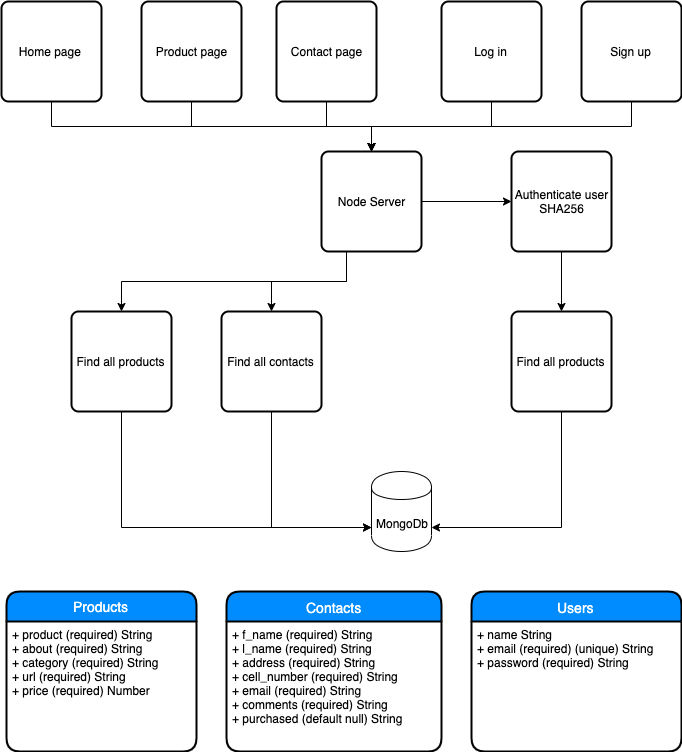 Home page
Product page
Contact page
Log in
Sign up
Node Server
Authenticate user
SHA256
Find all products
Find all contacts
Find all products
MongoDb
Products
+ product (required) String
+ about (required) String
+ category (required) String
+ url (required) String
+ price (required) Number
Contacts
+ f_name (required) String
+ l_name (required) String
+ address (required) String
+ cell_number (required) String
+ email (required) String
+ comments (required) String
+ purchased (default null) String
Users
+ name String
+ email (required) (unique) String
+ password (required) String